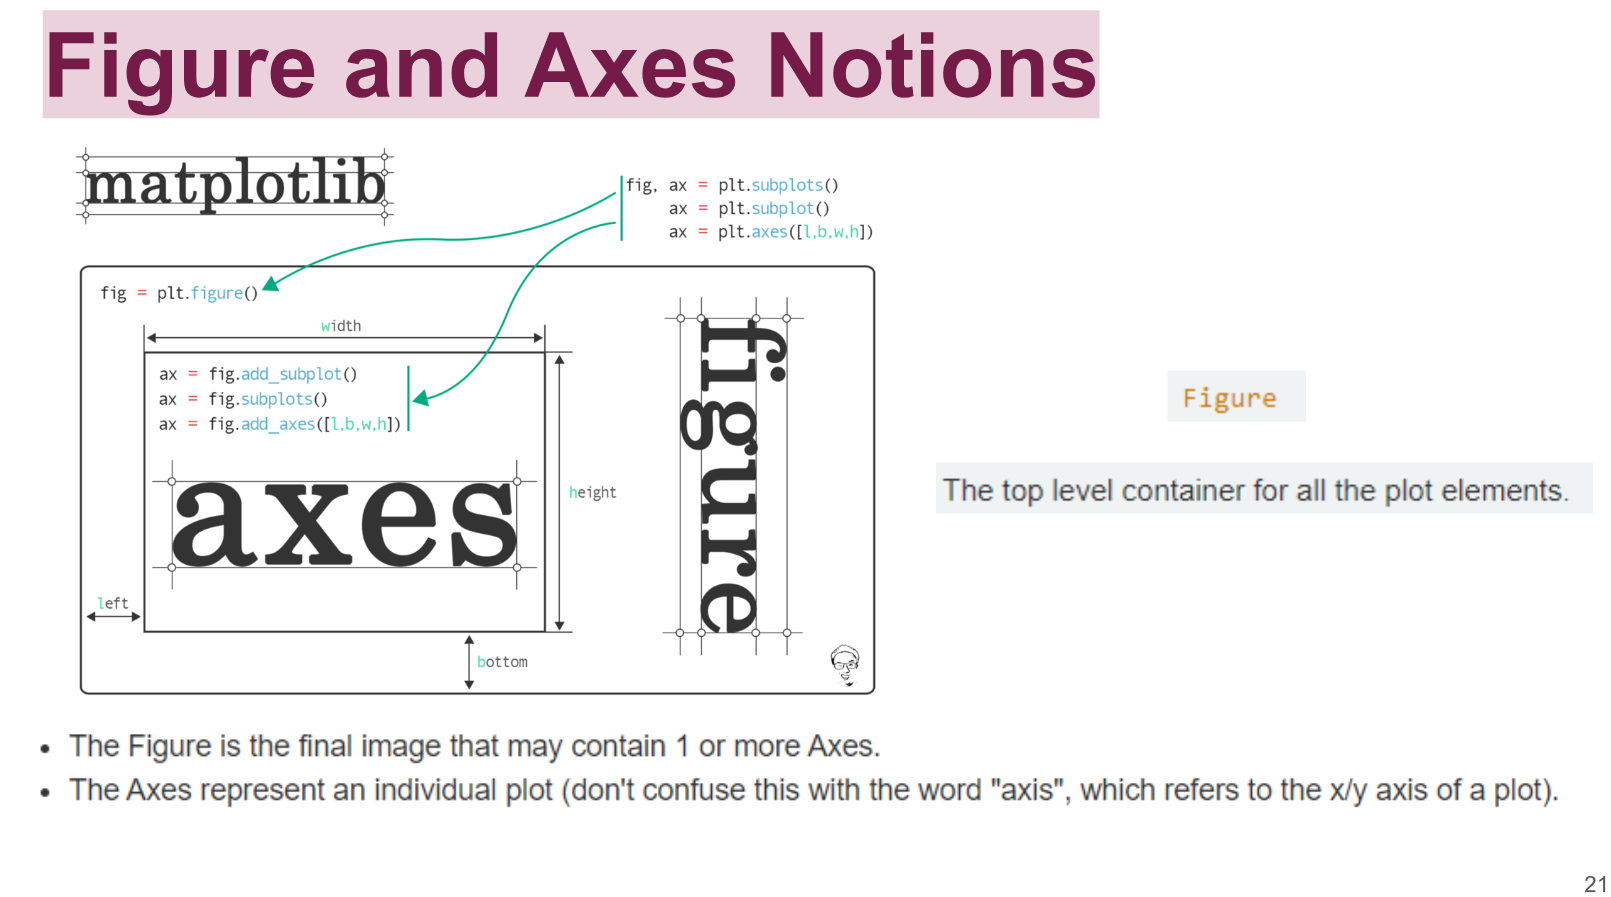 Figure and Axes Notions
matplotlib
fig, ax = plt.subplots()
ax = plt.subplot()
ax = plt.axes([l,b,w,h])
fig = plt.figure()
width
ax = fig.add_subplot()
ax = fig.subplots()
ax = fig.add_axes([l,b,w,h])
axes
height
left
bottom
figure
Figure
The top level container for all the plot elements.
• The Figure is the final image that may contain 1 or more Axes.
• The Axes represent an individual plot (don't confuse this with the word "axis", which refers to the x/y axis of a plot).
21